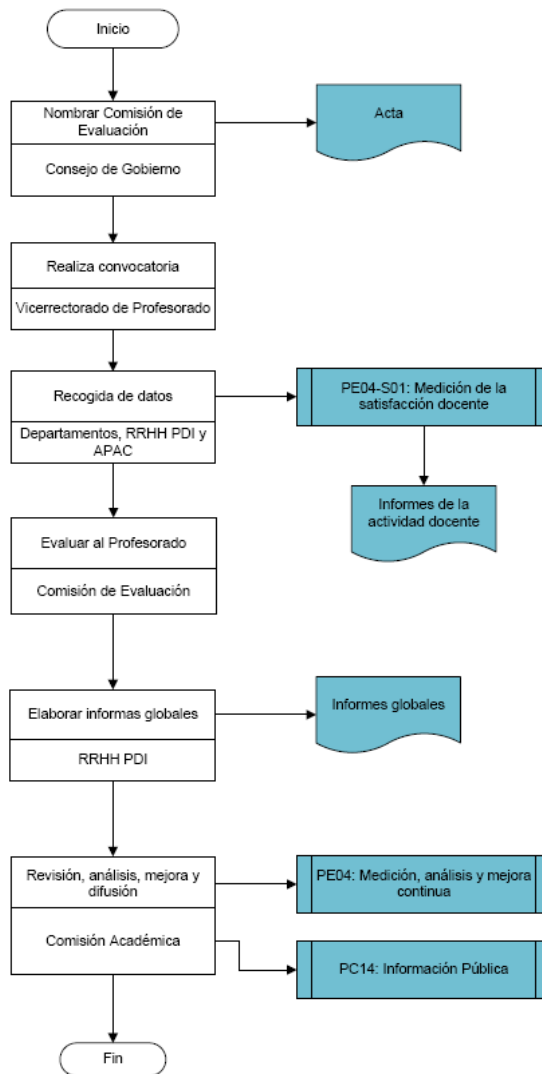 Inicio
Nombrar Comisión de
Evaluación
Acta
Consejo de Gobierno
Realiza convocatoria
Vicerrectorado de Profesorado
Recogida de datos
PE04-S01: Medición de la
satisfacción docente
Departamentos, RRHH PDI y
APAC
Informes de la
actividad docente
Evaluar al Profesorado
Comisión de Evaluación
Elaborar informas globales
Informes globales
RRHH PDI
Revisión, análisis, mejora y
difusión
PE04: Medición, análisis y mejora
continua
Comisión Académica
PC14: Información Pública
Fin